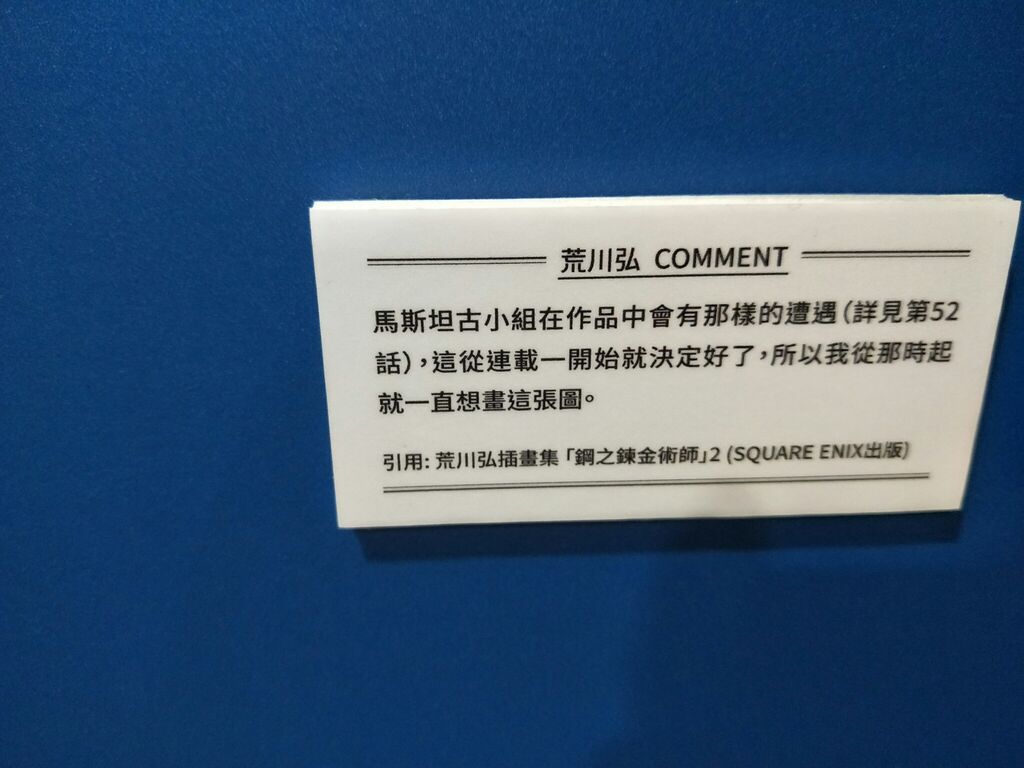 荒川弘 COMMENT
馬斯坦古小組在作品中會有那樣的遭遇(詳見第52
話),這從連載一開始就決定好了,所以我從那時起
就一直想畫這張圖。
引用: 荒川弘插畫集「鋼之鍊金術師」2 (SQUARE ENIX出版)